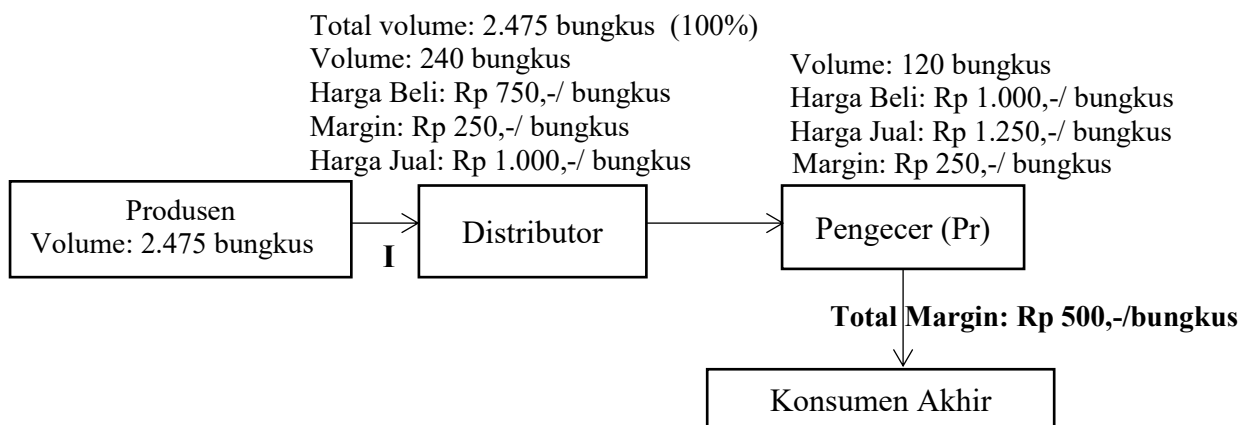 Total volume: 2.475 bungkus (100%)
Volume: 240 bungkus
Harga Beli: Rp 750,-/ bungkus
Margin: Rp 250,-/ bungkus
Harga Jual: Rp 1.000,-/ bungkus
Volume: 120 bungkus
Harga Beli: Rp 1.000,-/ bungkus
Harga Jual: Rp 1.250,-/ bungkus
Margin: Rp 250,-/ bungkus
Produsen
Volume: 2.475 bungkus
I
Distributor
Pengecer (Pr)
Total Margin: Rp 500,-/bungkus
Konsumen Akhir